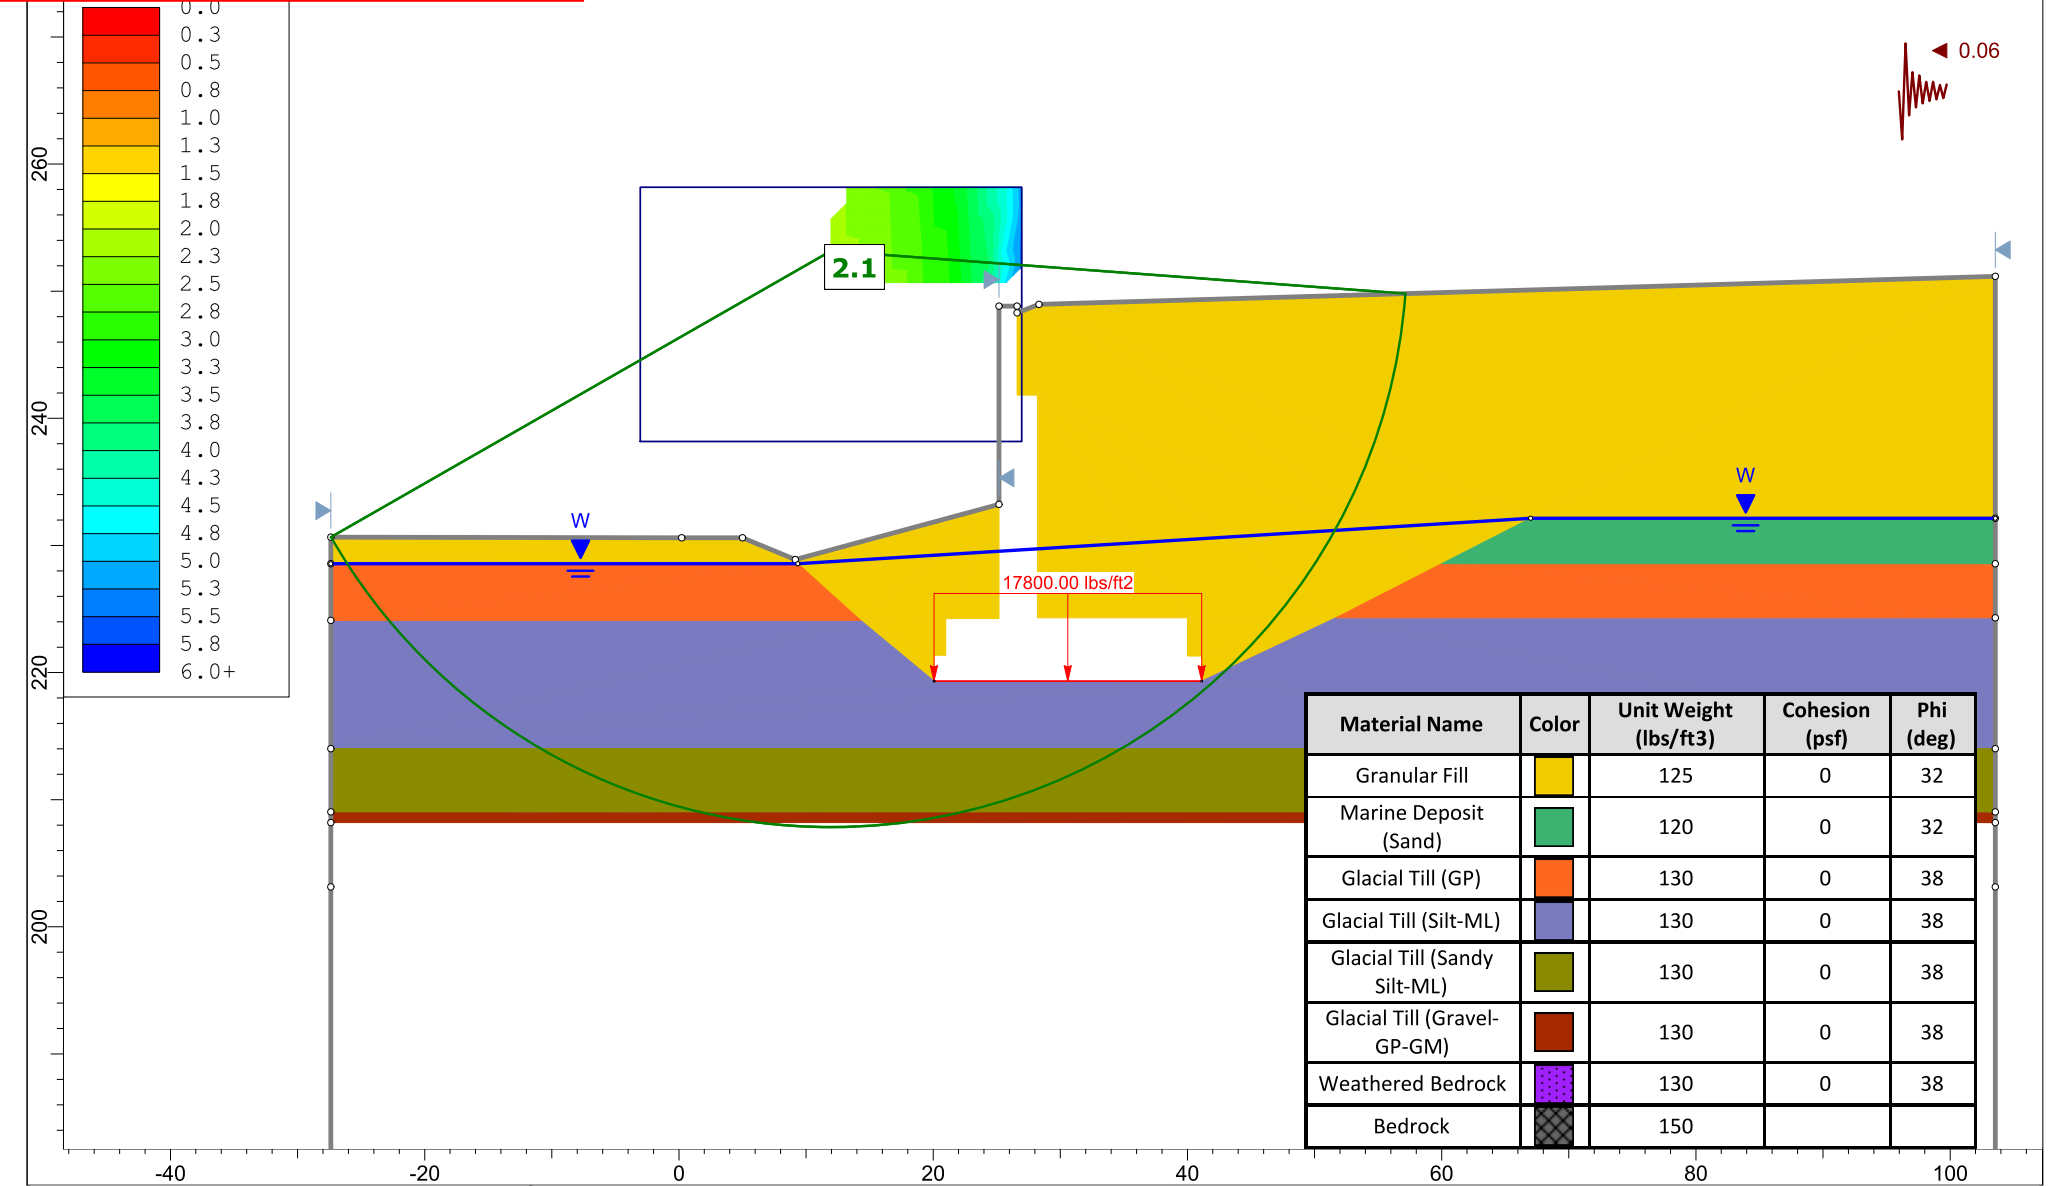 0.0
0.3
0.5
0.8
1.0
1.3
1.5
1.8
2.0
2.3
2.5
2.8
3.0
3.3
3.5
3.8
4.0
4.3
4.5
4.8
5.0
5.3
5.5
5.8
6.0+
0.06
260
240
220
200
2.1
W
W
17800.00 lbs/ft2
Material Name Color Unit Weight (lbs/ft3) Cohesion (psf) Phi (deg)
Granular Fill 125 0 32
Marine Deposit (Sand) 120 0 32
Glacial Till (GP) 130 0 38
Glacial Till (Silt-ML) 130 0 38
Glacial Till (Sandy Silt-ML) 130 0 38
Glacial Till (Gravel-GP-GM) 130 0 38
Weathered Bedrock 130 0 38
Bedrock 150
-40 -20 0 20 40 60 80 100